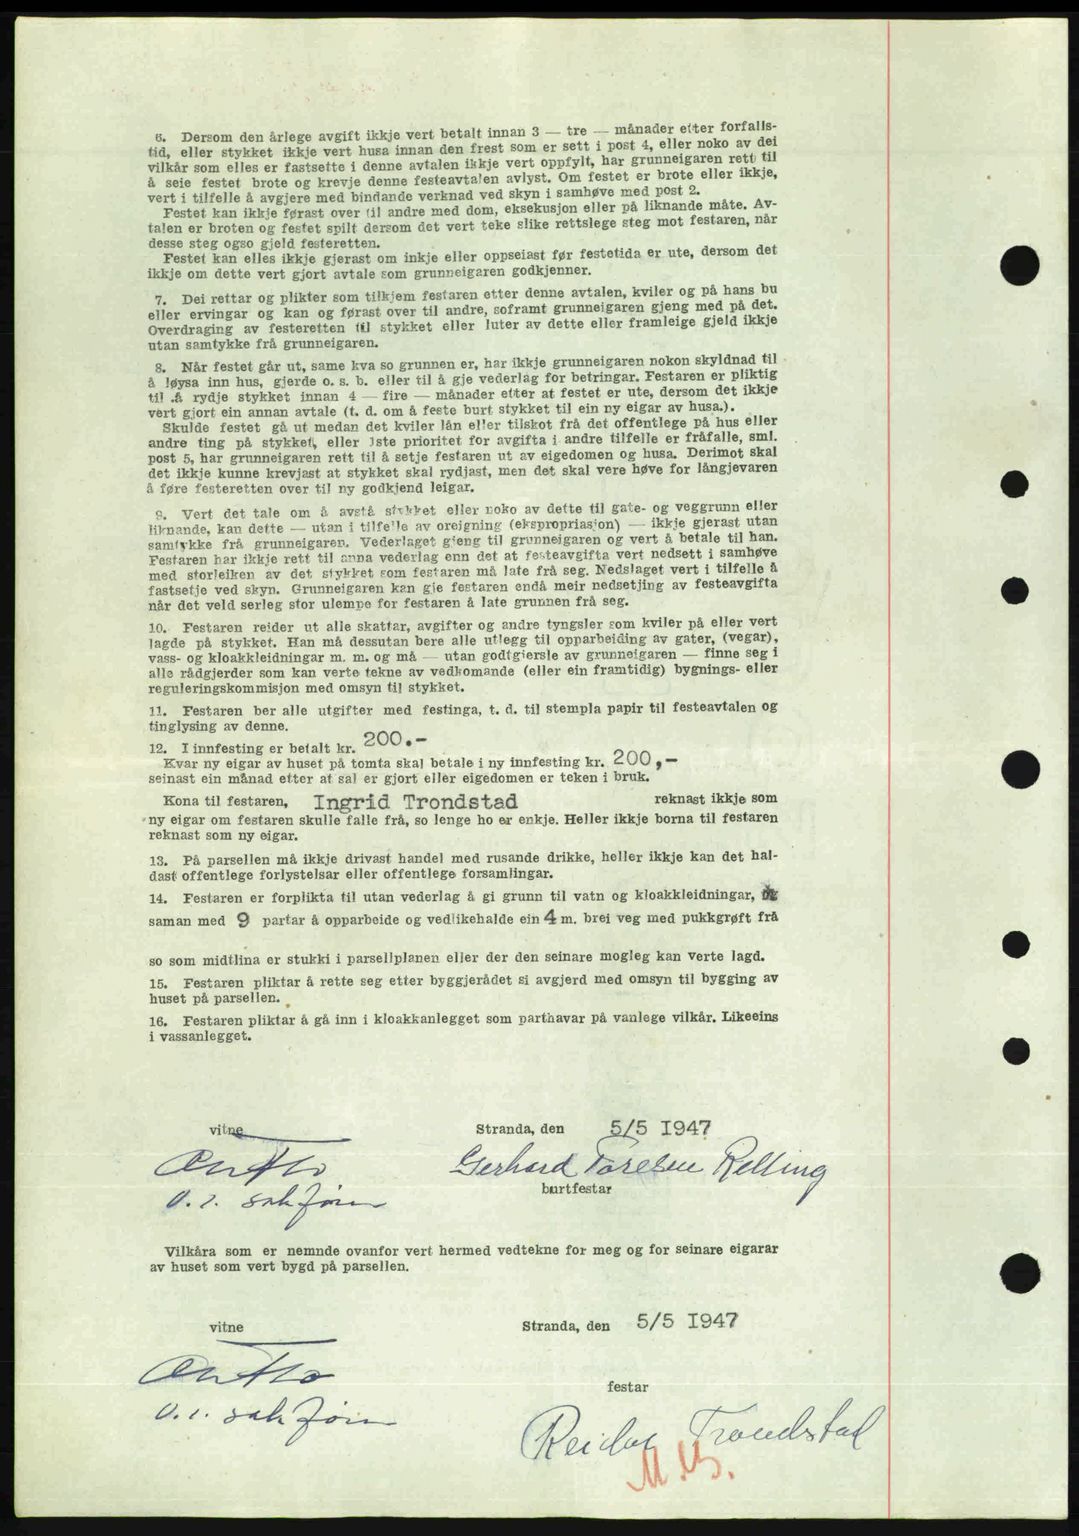 6. Dersom den årlege avgift ikkje vert betalt innan 3 — tre — månader etter forfalls-
tid, eller stykket ikkje vert husa innan den frest som er sett i post 4, eller noko av dei
vilkår som elles er fastsette i denne avtalen ikkje vert oppfylt, har grunneigaren rett til
å seie festet brote og krevje denne festeavtalen avlyst. Om festet er brote eller ikkje,
vert i tilfelle å avgjere med bindande verknad ved skyn i samhøve med post 2.
Festet kan ikkje førast over til andre med dom, eksekusjon eller på liknande måte. Av-
talen er broten og festet spilt dersom det vert teke slike rettslege steg mot festaren, når
desse steg ogso gjeld festeretten.
Festet kan elles ikkje gjerast om inkje eller oppseiast før festetida er ute, dersom det
ikkje om dette vert gjort avtale som grunneigaren godkjenner.
7. Dei rettar og plikter som tilkjem festaren etter denne avtalen, kviler og på hans bu
eller ervingar og kan og førast over til andre, soframt grunneigaren gjeng med på det.
Overdraging av festeretten til stykket eller luter av dette eller framleige gjeld ikkje
utan samtykke frå grunneigaren.
8. Når festet går ut, same kva so grunnen er, har ikkje grunneigaren nokon skyldnad til
å løysa inn hus, gjerde o. s. b. eller til å gje vederlag for betringar. Festaren er pliktig
til å rydje stykket innan 4 — fire — månader etter at festet er ute, dersom det ikkje
vert gjort ein annan avtale (t. d. om å feste burt stykket til ein ny eigar av husa.).
Skulde festet gå ut medan det kviler lån eller tilskot frå det offentlege på hus eller
andre ting på stykket, eller 1ste prioritet for avgifta i andre tilfelle er fråfalle, sml.
post 5, har grunneigaren rett til å setje festaren ut av eigedomen og husa. Derimot skal
det ikkje kunne krevjast at stykket skal rydjast, men det skal vere høve for långjevaren
å føre festeretten over til ny godkjend leigar.
9. Vert det tale om å avstå stykket eller noko av dette til gate- og veggrunn eller
liknande, kan dette — utan i tilfelle av oreigning (ekspropriasjon) — ikkje gjerast utan
samtykke frå grunneigaren. Vederlaget gjeng til grunneigaren og vert å betale til han.
Festaren har ikkje rett til anna vederlag enn det at festeavgifta vert nedsett i samhøve
med storleiken av det stykket som festaren må late frå seg. Nedslaget vert i tilfelle å
fastsetje ved skyn. Grunneigaren kan gje festaren endå meir nedsetjing av festeavgifta
når det veld serleg stor ulempe for festaren å late grunnen frå seg.
10. Festaren reider ut alle skattar, avgifter og andre tyngsler som kviler på eller vert
lagde på stykket. Han må dessutan bere alle utlegg til opparbeiding av gater, (vegar),
vass- og kloakkleidningar m. m. og må — utan godtgjersle av grunneigaren — finne seg i
alle rådgjerder som kan verte tekne av vedkomande (eller ein framtidig) bygnings- eller
reguleringskommisjon med omsyn til stykket.
11. Festaren ber alle utgifter med festinga, t. d. til stempla papir til festeavtalen og
tinglysing av denne.
12. I innfesting er betalt kr. 200.-
Kvar ny eigar av huset på tomta skal betale i ny innfesting kr. 200,-
seinast ein månad etter at sal er gjort eller eigedomen er teken i bruk.
Kona til festaren, Ingrid Trondstad reknast ikkje som
ny eigar om festaren skulle falle frå, so lenge ho er enkje. Heller ikkje borna til festaren
reknast som ny eigar.
13. På parsellen må ikkje drivast handel med rusande drikke, heller ikkje kan det hal-
dast offentlege forlystelsar eller offentlege forsamlingar.
14. Festaren er forplikta til utan vederlag å gi grunn til vatn og kloakkleidningar, og
saman med 9 partar å opparbeide og vedlikehalde ein 4 m. brei veg med pukkgrøft frå
so som midtlina er stukki i parsellplanen eller der den seinare mogleg kan verte lagd.
15. Festaren pliktar å rette seg etter byggjerådet si avgjerd med omsyn til bygging av
huset på parsellen.
16. Festaren pliktar å gå inn i kloakkanlegget som parthavar på vanlege vilkår. Likeeins
i vassanlegget.
vitne Stranda, den 5/5 1947
Gerhard Toresen Relling
burtfestar
o.r. sakfører
Vilkåra som er nemnde ovanfor vert hermed vedtekne for meg og for seinare eigarar
av huset som vert bygd på parsellen.
vitne Stranda, den 5/5 1947
festar
o.r. sakfører
Reidar Trondstad